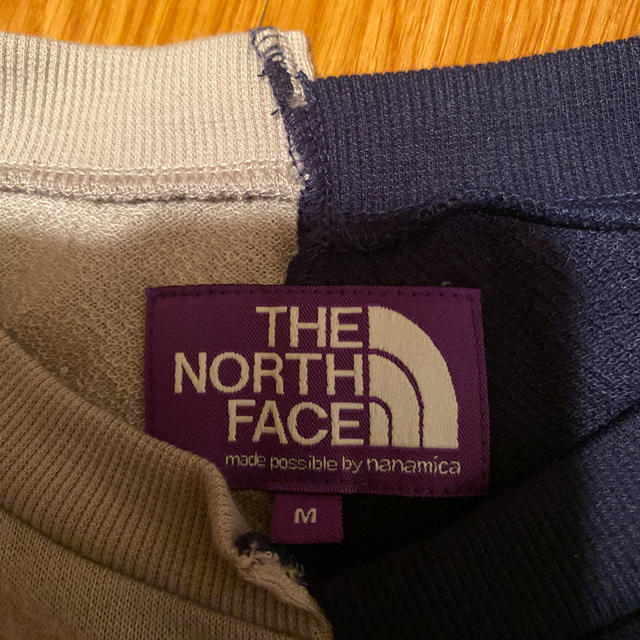 THE
NORTH
FACE
made possible by nanamica
M